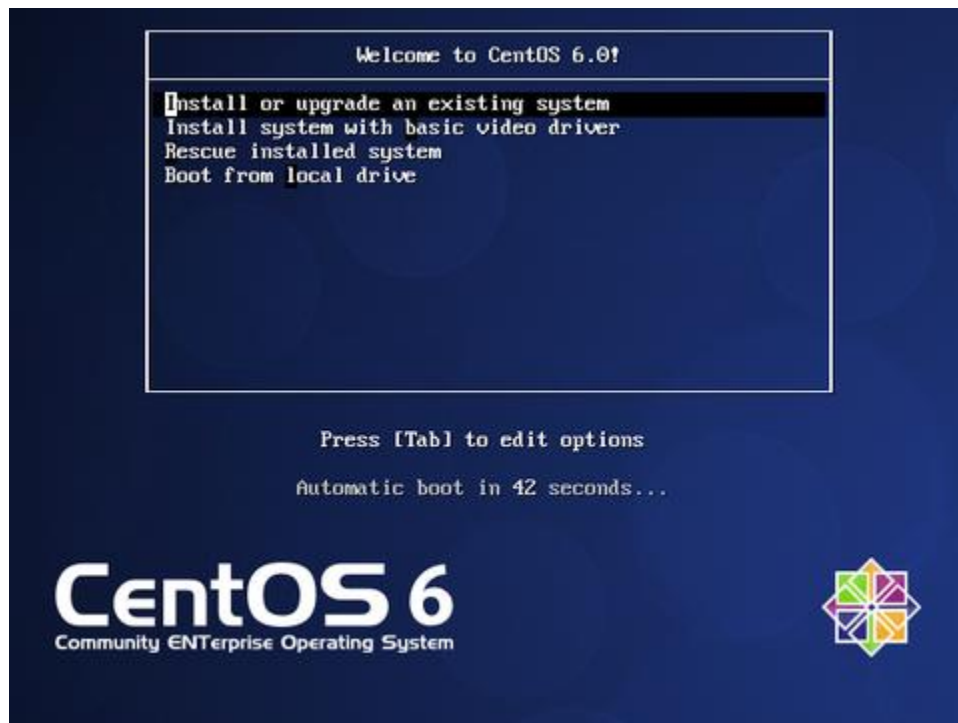 Welcome to CentOS 6.0!
Install or upgrade an existing system
Install system with basic video driver
Rescue installed system
Boot from local drive
Press [Tab] to edit options
Automatic boot in 42 seconds...
CentOS 6
Community ENTerprise Operating System